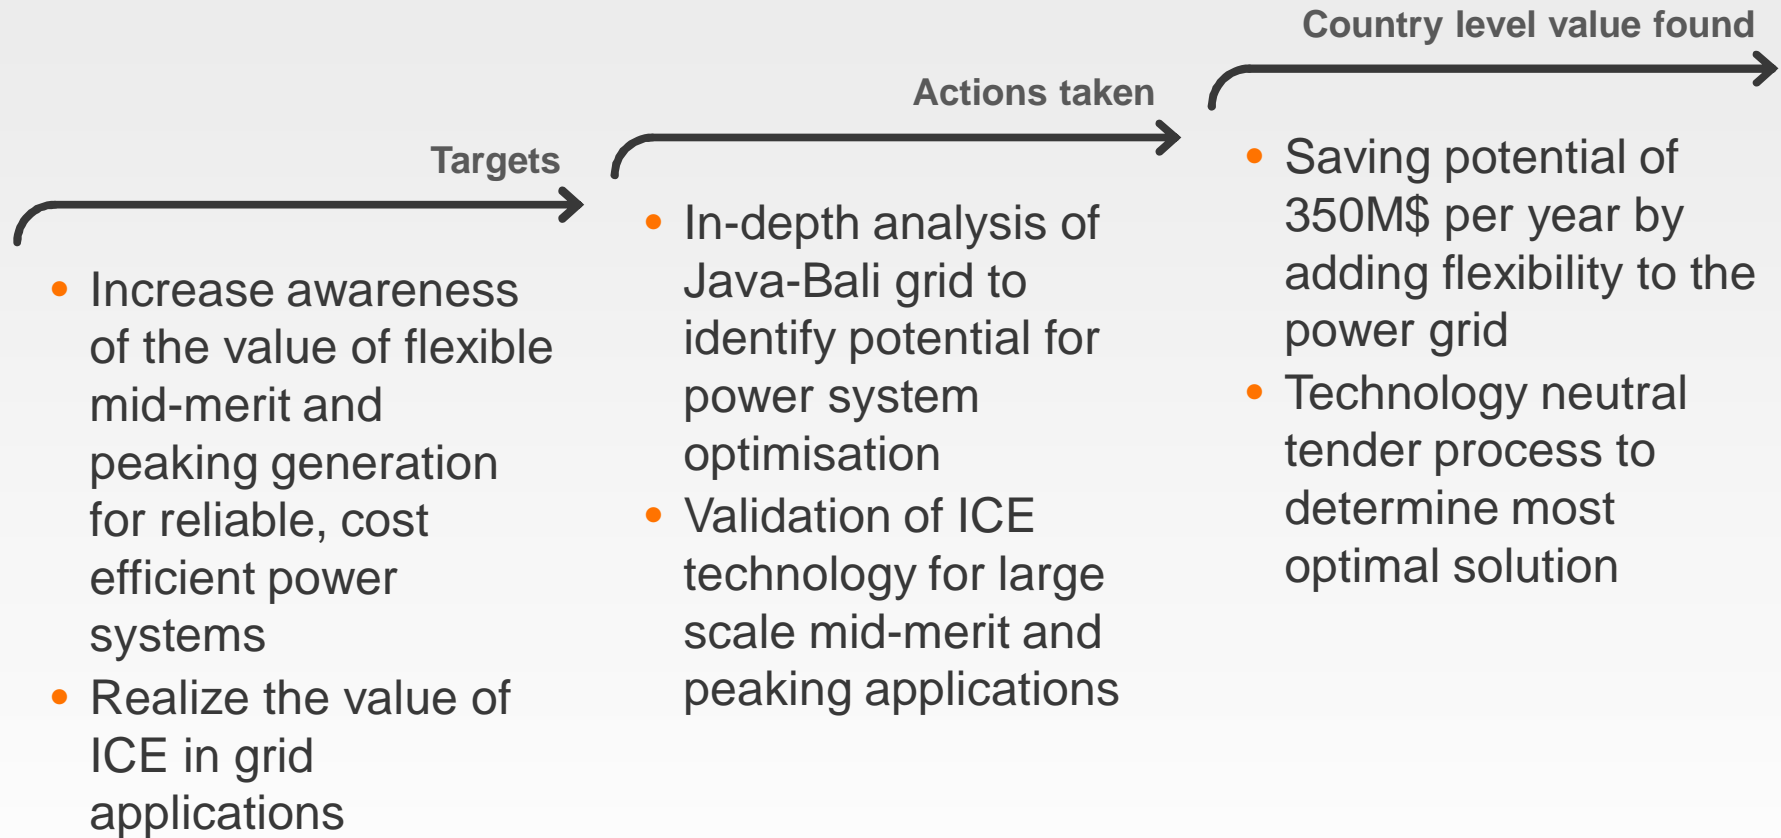 Targets
• Increase awareness
of the value of flexible
mid-merit and
peaking generation
for reliable, cost
efficient power
systems
• Realize the value of
ICE in grid
applications
Actions taken
• In-depth analysis of
Java-Bali grid to
identify potential for
power system
optimisation
• Validation of ICE
technology for large
scale mid-merit and
peaking applications
Country level value found
• Saving potential of
350M$ per year by
adding flexibility to the
power grid
• Technology neutral
tender process to
determine most
optimal solution